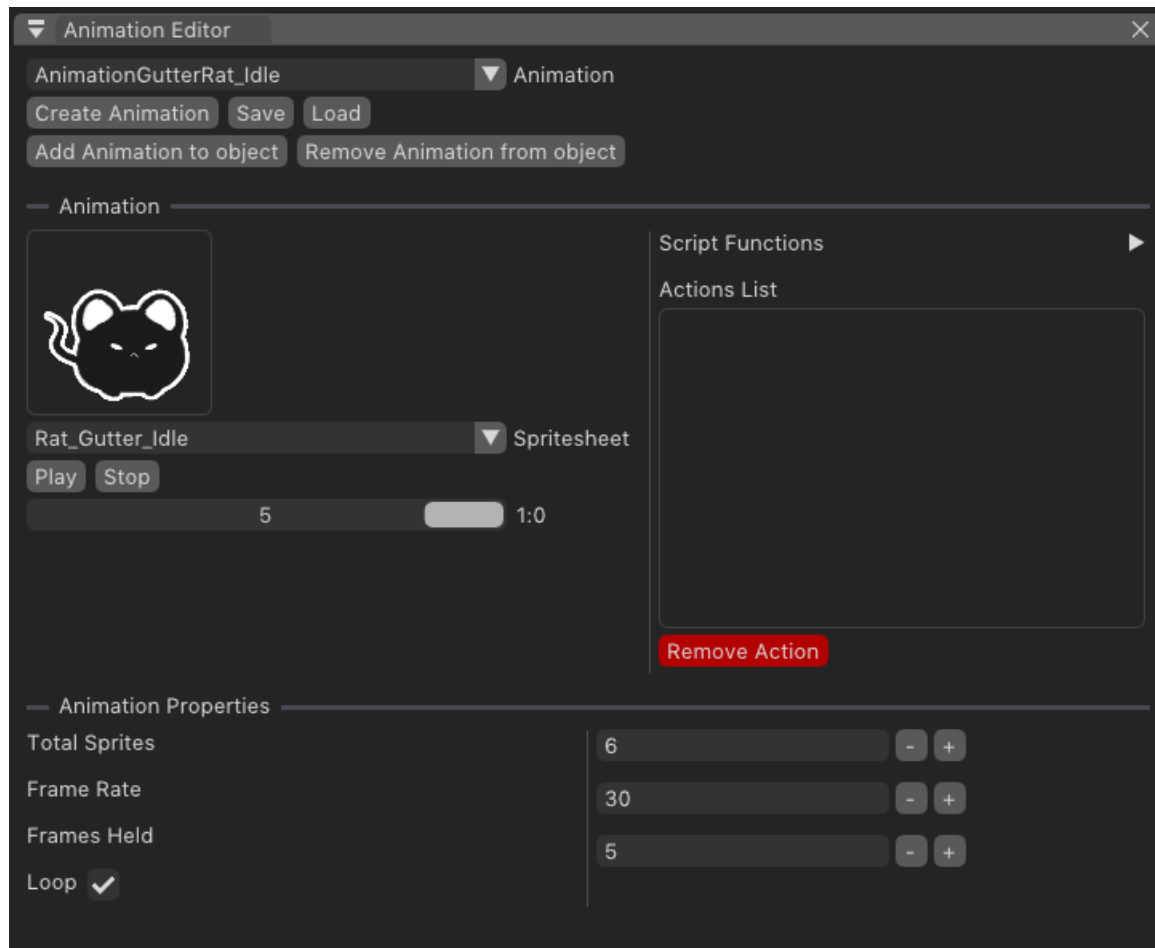 Animation Editor
AnimationGutterRat_Idle Animation
Create Animation Save Load
Add Animation to object Remove Animation from object
Animation
Script Functions
Actions List
Rat_Gutter_Idle Spritesheet
Play Stop
5 1:0
Remove Action
Animation Properties
Total Sprites 6 - +
Frame Rate 30 - +
Frames Held 5 - +
Loop